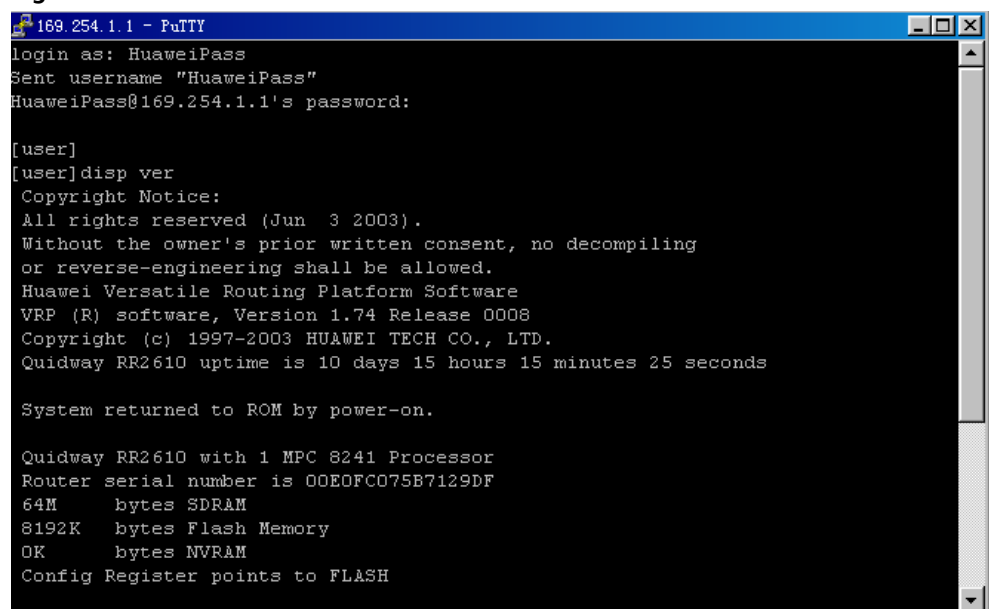 169.254.1.1 - PuTTY
login as: HuaweiPass
Sent username "HuaweiPass"
HuaweiPass@169.254.1.1's password:
[user]
[user]disp ver
Copyright Notice:
All rights reserved (Jun  3 2003).
Without the owner's prior written consent, no decompiling
or reverse-engineering shall be allowed.
Huawei Versatile Routing Platform Software
VRP (R) software, Version 1.74 Release 0008
Copyright (c) 1997-2003 HUAWEI TECH CO., LTD.
Quidway RR2610 uptime is 10 days 15 hours 15 minutes 25 seconds
System returned to ROM by power-on.
Quidway RR2610 with 1 MPC 8241 Processor
Router serial number is 00E0FC075B7129DF
64M     bytes SDRAM
8192K   bytes Flash Memory
0K      bytes NVRAM
Config Register points to FLASH